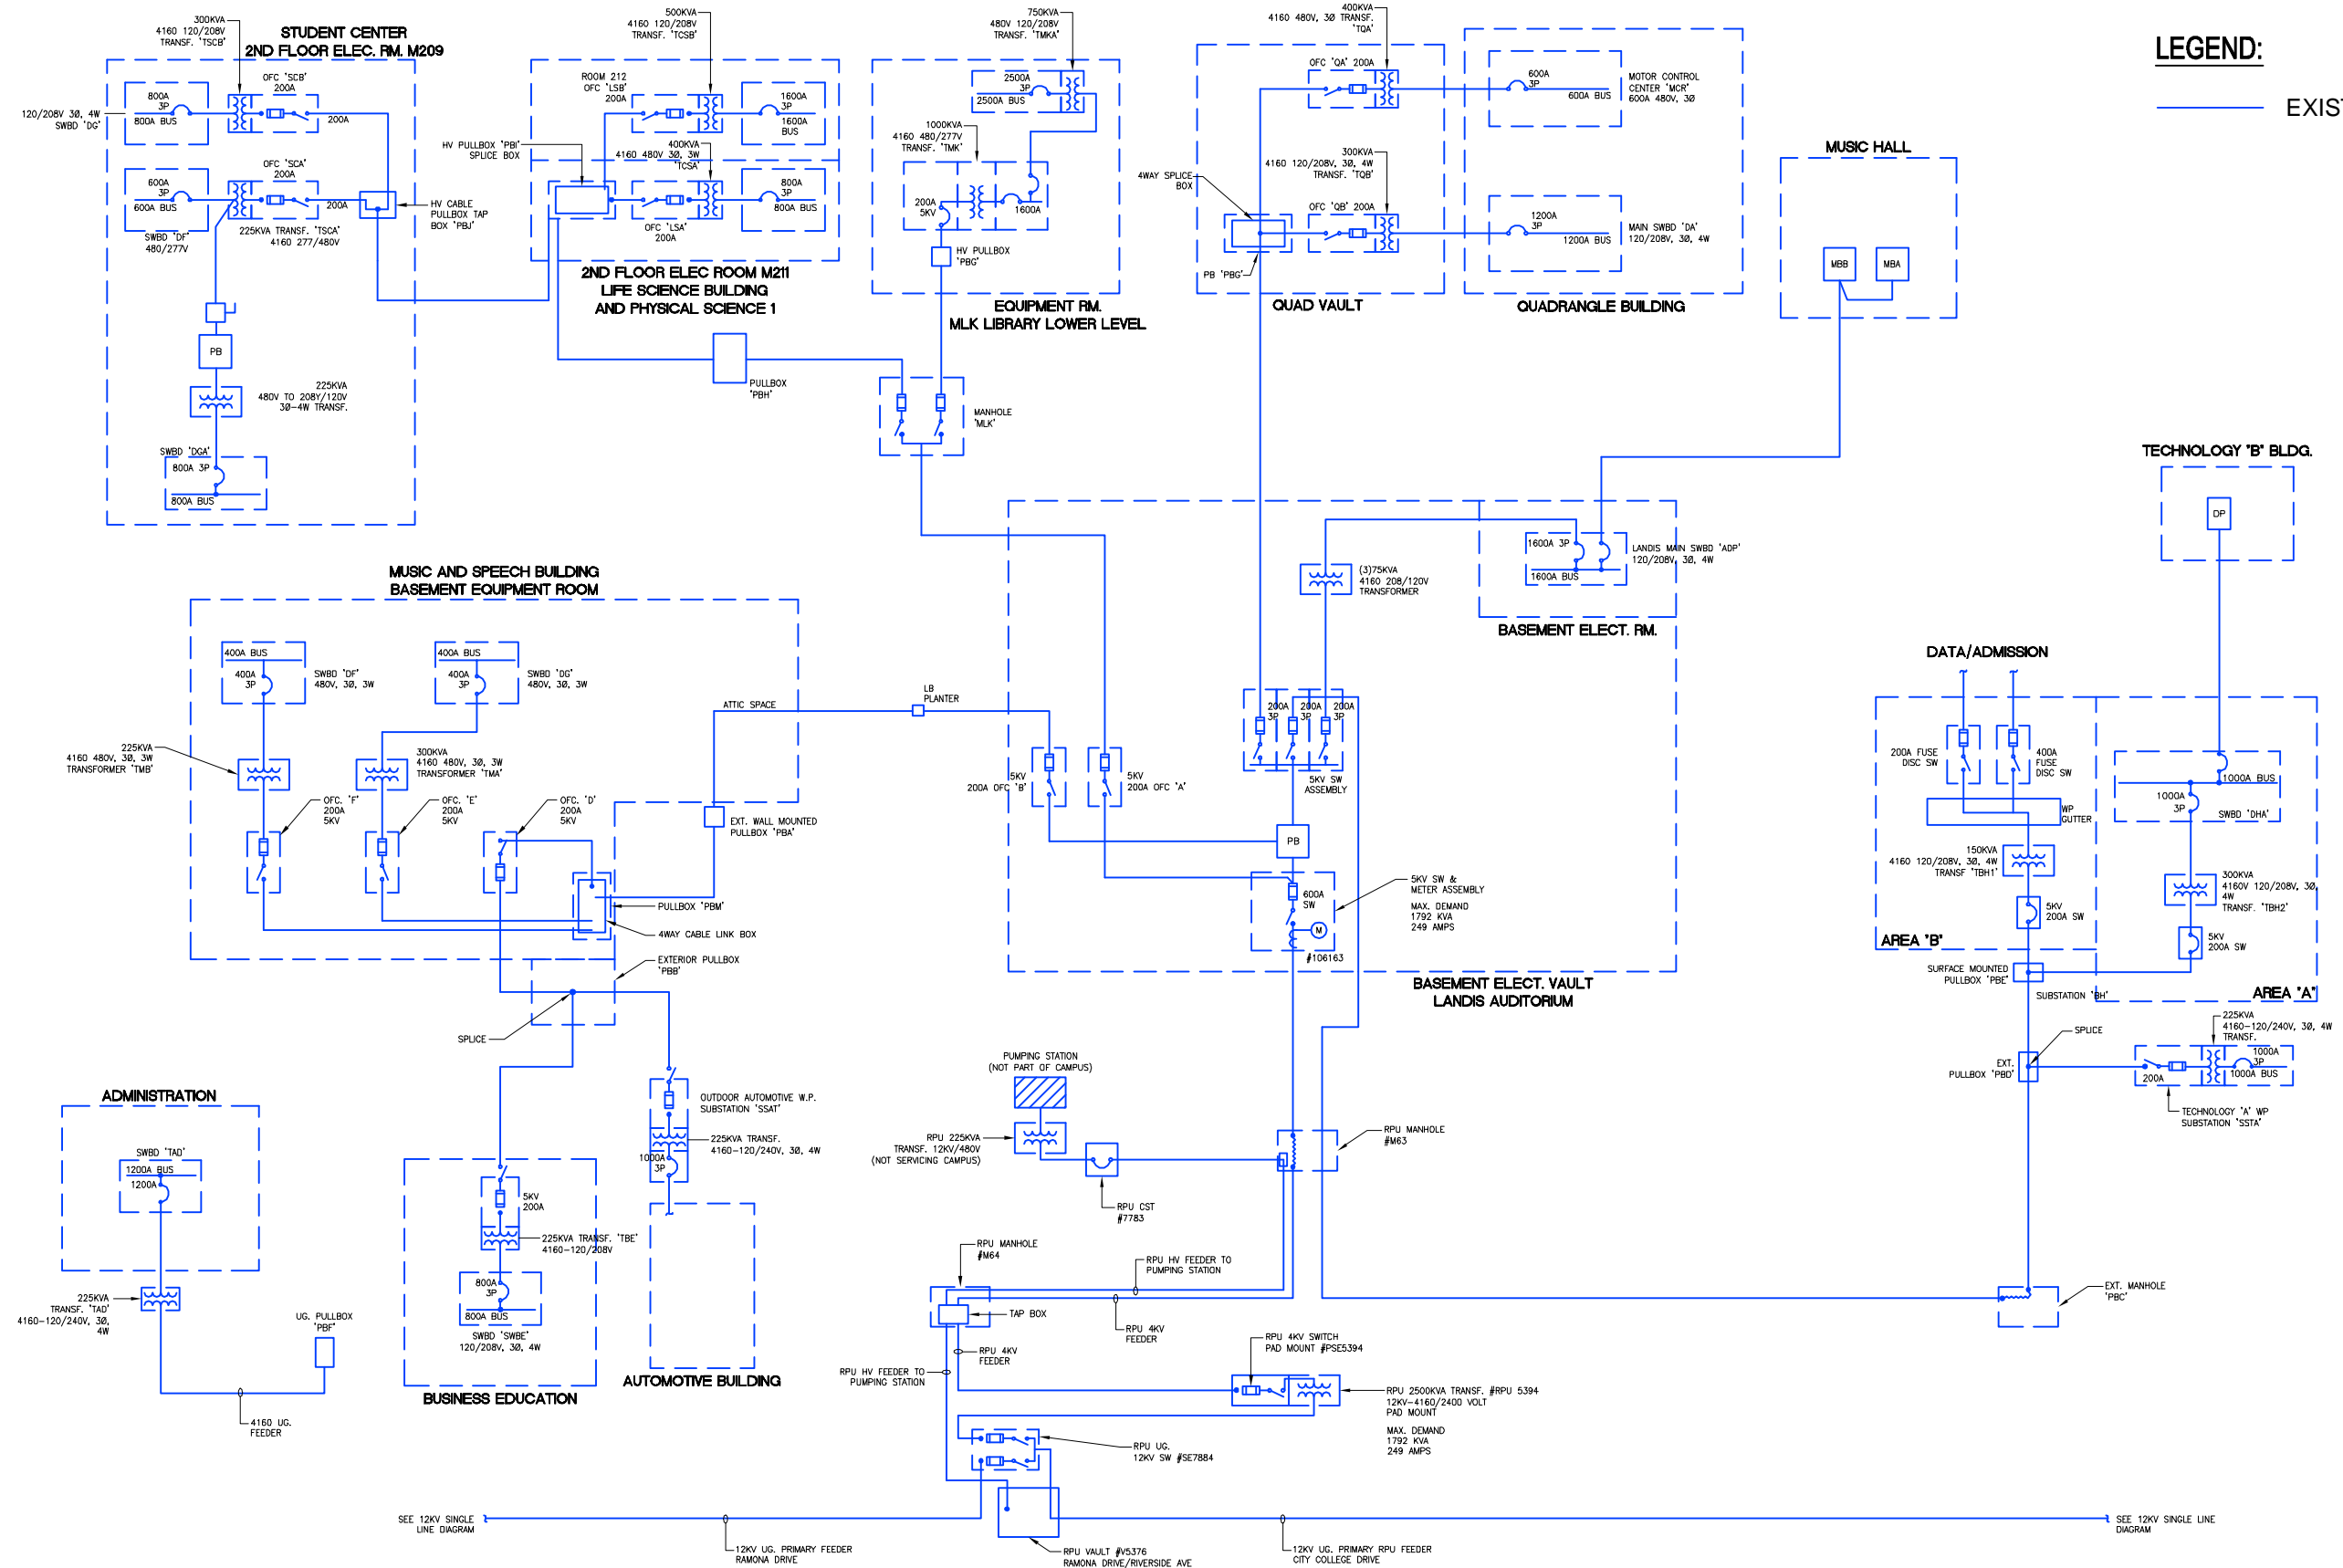 LEGEND:
EXIS
STUDENT CENTER
2ND FLOOR ELEC. RM. M209
300KVA
4160 120/208V
TRANSF. 'TSCB'
OFC 'SCB'
200A
800A
3P
800A BUS
120/208V 3Ø, 4W
SWBD 'DG'
200A
OFC 'SCA'
200A
600A
3P
600A BUS
200A
SWBD 'DF'
480/277V
225KVA TRANSF. 'TSCA'
4160 277/480V
HV CABLE
PULLBOX TAP
BOX 'PBJ'
PB
225KVA
480V TO 208Y/120V
3Ø-4W TRANSF.
SWBD 'DGA'
800A 3P
800A BUS
500KVA
4160 120/208V
TRANSF. 'TCSB'
ROOM 212
OFC 'LSB'
200A
1600A
3P
1600A
BUS
HV PULLBOX 'PBI'
SPLICE BOX
400KVA
4160 480V 3Ø, 3W
'TCSA'
800A
3P
800A BUS
OFC 'LSA'
200A
2ND FLOOR ELEC ROOM M211
LIFE SCIENCE BUILDING
AND PHYSICAL SCIENCE 1
PULLBOX
'PBH'
750KVA
480V 120/208V
TRANSF. 'TMKA'
2500A
3P
2500A BUS
1000KVA
4160 480/277V
TRANSF. 'TMK'
200A
5KV
1600A
HV PULLBOX
'PBG'
EQUIPMENT RM.
MLK LIBRARY LOWER LEVEL
MANHOLE
'MLK'
400KVA
4160 480V, 3Ø TRANSF.
'TQA'
OFC 'QA' 200A
300KVA
4160 120/208V, 3Ø, 4W
TRANSF. 'TQB'
4WAY SPLICE
BOX
OFC 'QB' 200A
PB 'PBG'
QUAD VAULT
600A
3P
600A BUS
MOTOR CONTROL
CENTER 'MCR'
600A 480V, 3Ø
1200A
3P
1200A BUS
MAIN SWBD 'DA'
120/208V, 3Ø, 4W
QUADRANGLE BUILDING
MUSIC HALL
MBB
MBA
TECHNOLOGY "B" BLDG.
DP
MUSIC AND SPEECH BUILDING
BASEMENT EQUIPMENT ROOM
400A BUS
400A
3P
SWBD 'DF'
480V, 3Ø, 3W
400A BUS
400A
3P
SWBD 'DG'
480V, 3Ø, 3W
225KVA
4160 480V, 3Ø, 3W
TRANSFORMER 'TMB'
300KVA
4160 480V, 3Ø, 3W
TRANSFORMER 'TMA'
OFC. 'F'
200A
5KV
OFC. 'E'
200A
5KV
OFC. 'D'
200A
5KV
ATTIC SPACE
LB
PLANTER
EXT. WALL MOUNTED
PULLBOX 'PBA'
PULLBOX 'PBM'
4WAY CABLE LINK BOX
EXTERIOR PULLBOX
'PBB'
SPLICE
(3)75KVA
4160 208/120V
TRANSFORMER
1600A 3P
1600A BUS
LANDIS MAIN SWBD 'ADP'
120/208V, 3Ø, 4W
BASEMENT ELECT. RM.
200A
3P
200A
3P
200A
3P
5KV SW
ASSEMBLY
5KV
200A OFC 'B'
5KV
200A OFC 'A'
PB
600A
SW
M
#106163
5KV SW &
METER ASSEMBLY
MAX. DEMAND
1792 KVA
249 AMPS
BASEMENT ELECT. VAULT
LANDIS AUDITORIUM
DATA/ADMISSION
200A FUSE
DISC SW
400A
FUSE
DISC SW
WP
GUTTER
150KVA
4160 120/208V, 3Ø, 4W
TRANSF 'TBH1'
5KV
200A SW
AREA "B"
1000A BUS
1000A
3P
SWBD 'DHA'
300KVA
4160V 120/208V, 3Ø,
4W
TRANSF. 'TBH2'
5KV
200A SW
SURFACE MOUNTED
PULLBOX 'PBE'
SUBSTATION 'BH'
AREA "A"
SPLICE
225KVA
4160-120/240V, 3Ø, 4W
TRANSF.
EXT.
PULLBOX 'PBD'
200A
1000A
3P
1000A BUS
TECHNOLOGY 'A' WP
SUBSTATION 'SSTA'
EXT. MANHOLE
'PBC'
ADMINISTRATION
SWBD 'TAD'
1200A BUS
1200A
225KVA
TRANSF. 'TAD'
4160-120/240V, 3Ø,
4W
UG. PULLBOX
'PBF'
4160 UG.
FEEDER
5KV
200A
225KVA TRANSF. 'TBE'
4160-120/208V
800A
3P
800A BUS
SWBD 'SWBE'
120/208V, 3Ø, 4W
BUSINESS EDUCATION
OUTDOOR AUTOMOTIVE W.P.
SUBSTATION 'SSAT'
225KVA TRANSF.
4160-120/240V, 3Ø, 4W
1000A
3P
AUTOMOTIVE BUILDING
PUMPING STATION
(NOT PART OF CAMPUS)
RPU 225KVA
TRANSF. 12KV/480V
(NOT SERVICING CAMPUS)
RPU CST
#7783
RPU MANHOLE
#M63
RPU MANHOLE
#M64
RPU HV FEEDER TO
PUMPING STATION
TAP BOX
RPU 4KV
FEEDER
RPU 4KV
FEEDER
RPU HV FEEDER TO
PUMPING STATION
RPU 4KV SWITCH
PAD MOUNT #PSE5394
RPU 2500KVA TRANSF. #RPU 5394
12KV-4160/2400 VOLT
PAD MOUNT
MAX. DEMAND
1792 KVA
249 AMPS
RPU UG.
12KV SW #SE7884
SEE 12KV SINGLE
LINE DIAGRAM
12KV UG. PRIMARY FEEDER
RAMONA DRIVE
RPU VAULT #V5376
RAMONA DRIVE/RIVERSIDE AVE
12KV UG. PRIMARY RPU FEEDER
CITY COLLEGE DRIVE
SEE 12KV SINGLE LINE
DIAGRAM